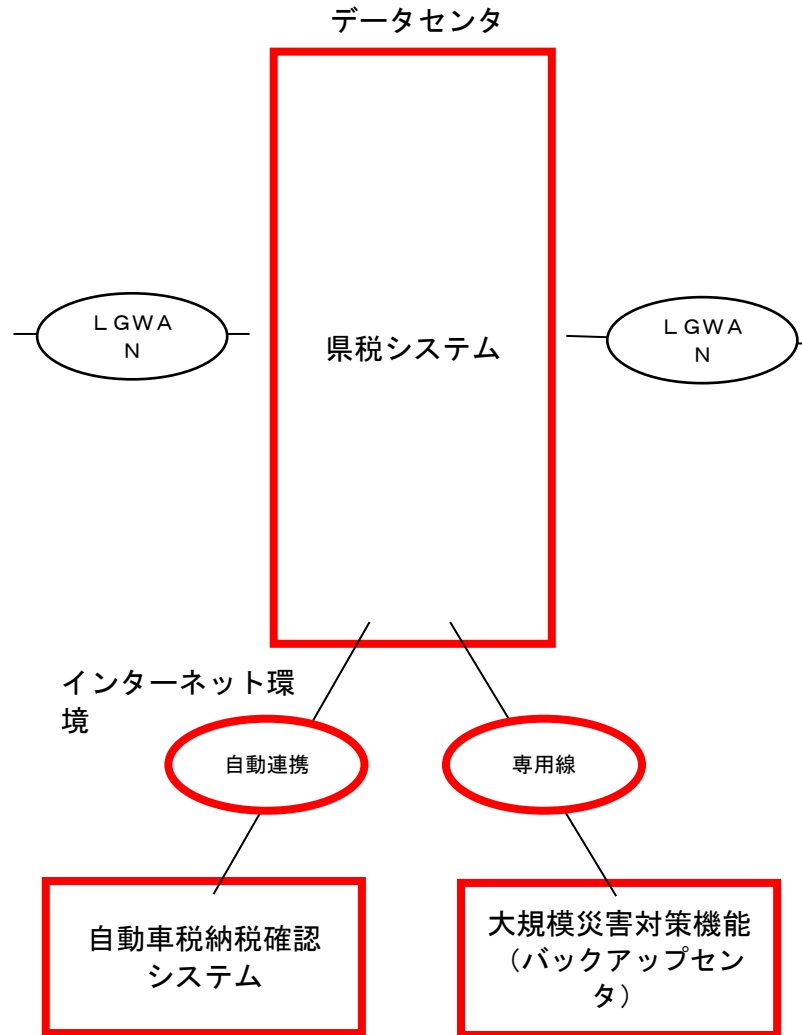 データセンタ
ＬＧＷＡ
Ｎ
県税システム
ＬＧＷＡ
Ｎ
インターネット環
境
自動連携
専用線
自動車税納税確認
システム
大規模災害対策機能
（バックアップセン
タ）